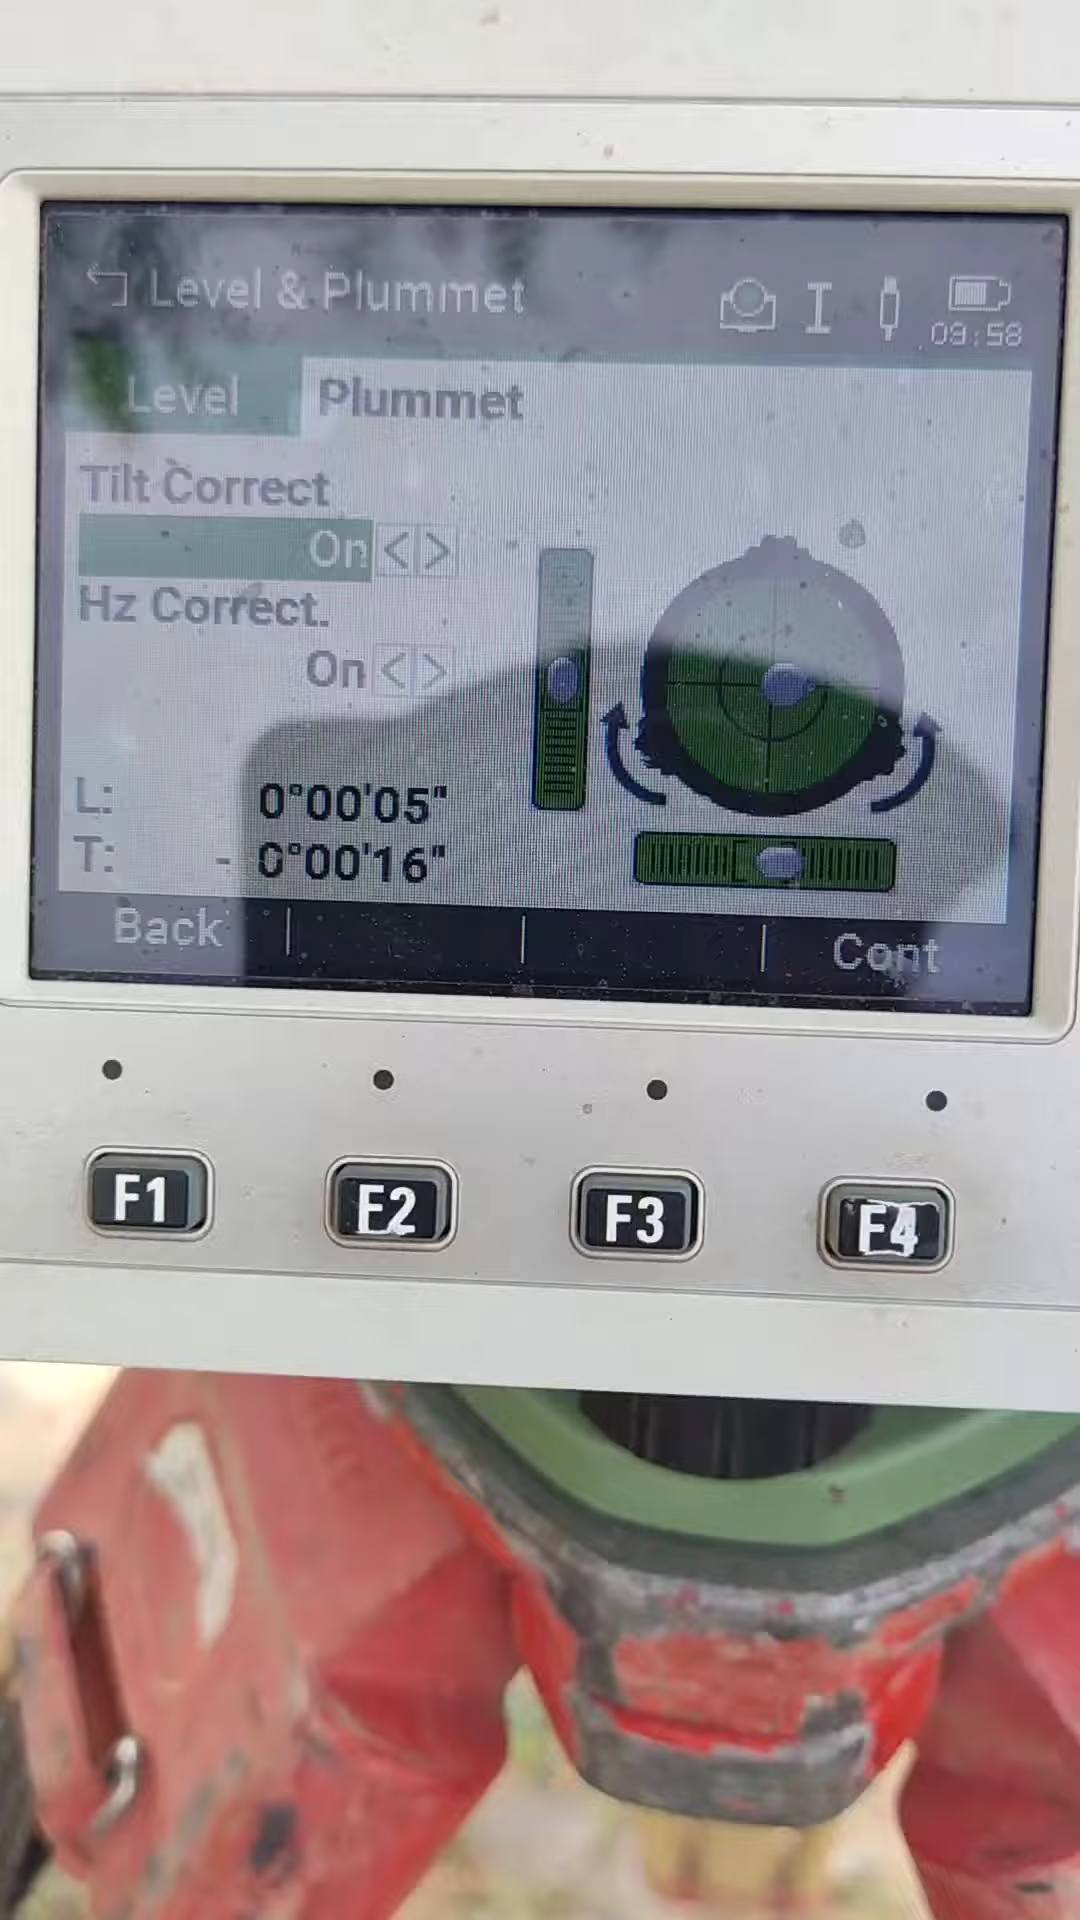 Level & Plummet
09:58
Level Plummet
Tilt Correct
On
Hz Correct.
On
L: 0°00'05"
T: - 0°00'16"
Back Cont
F1 F2 F3 F4